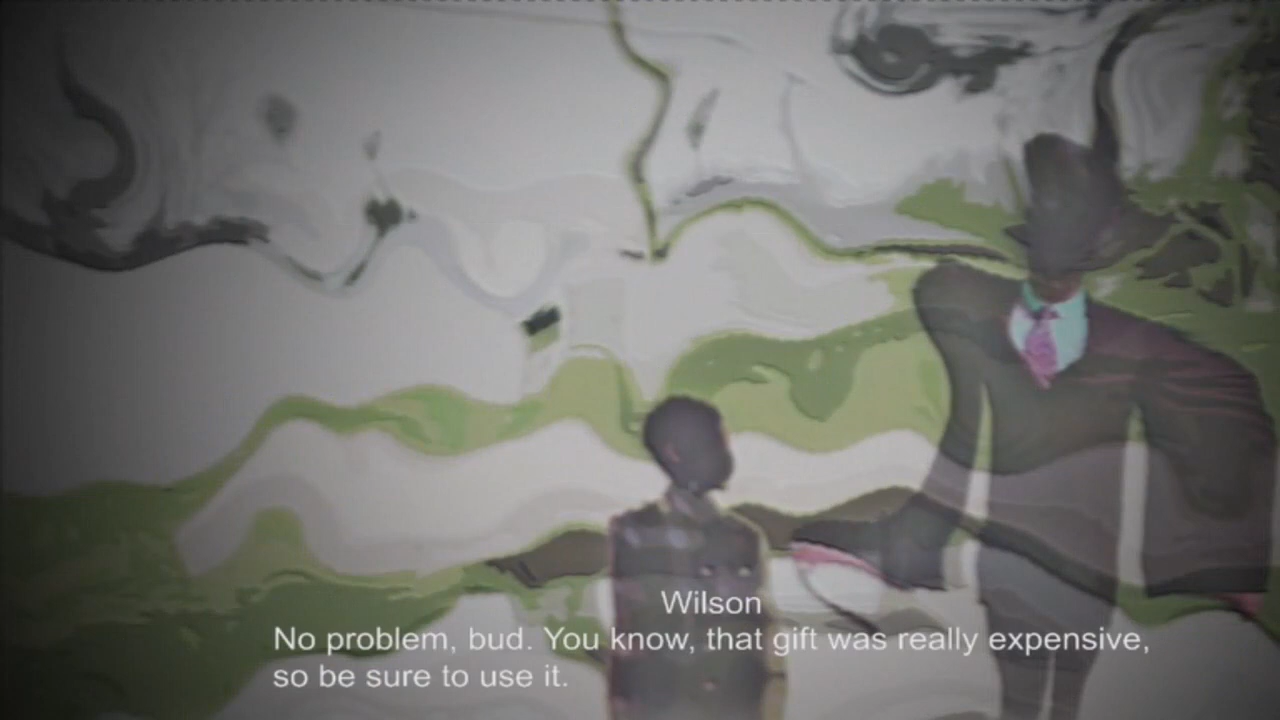 Wilson
No problem, bud. You know, that gift was really expensive,
so be sure to use it.